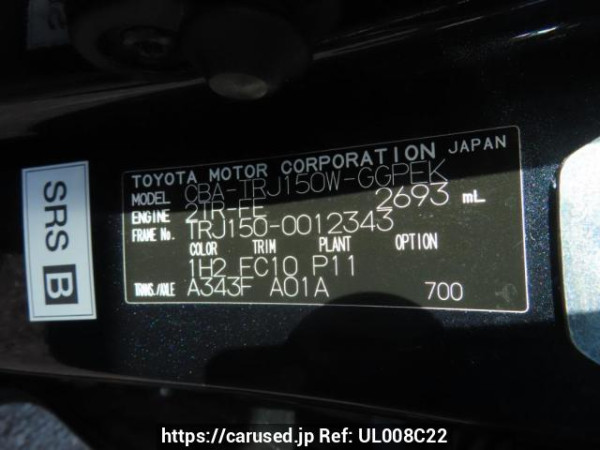 TOYOTA MOTOR CORPORATION JAPAN
MODEL CBA-TRJ150W-GGPEK
ENGINE 2TR-FE 2693 mL
FRAME No. TRJ150-0012343
COLOR TRIM PLANT OPTION
1H2 FC10 P11
TRANS./AXLE A343F A01A 700
SRS B
https://carused.jp Ref: UL008C22